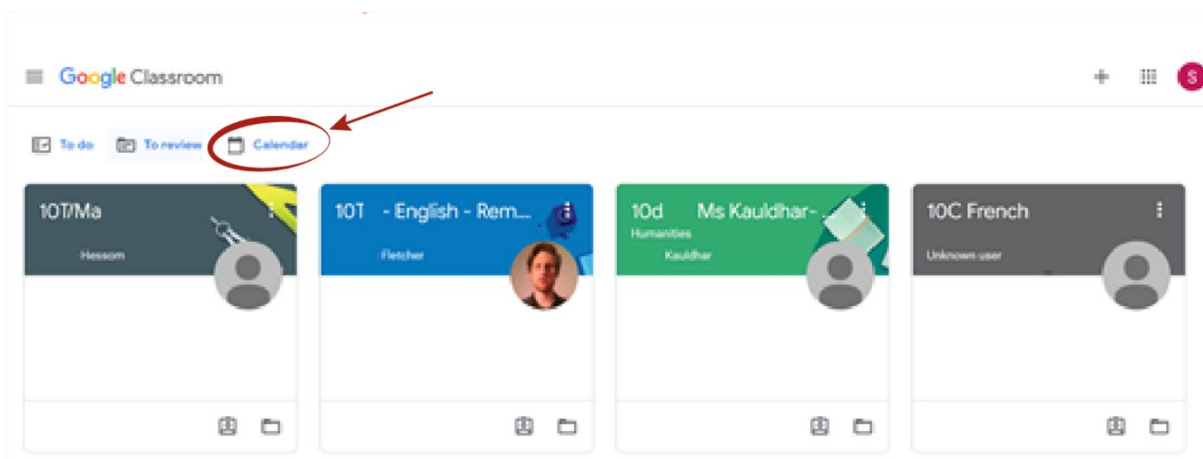 Google Classroom
S
To do
To review
Calendar
10T/Ma
Hessom
10T - English - Rem...
Fletcher
10d Ms Kauldhar- ...
Humanities
Kauldhar
10C French
Unknown user